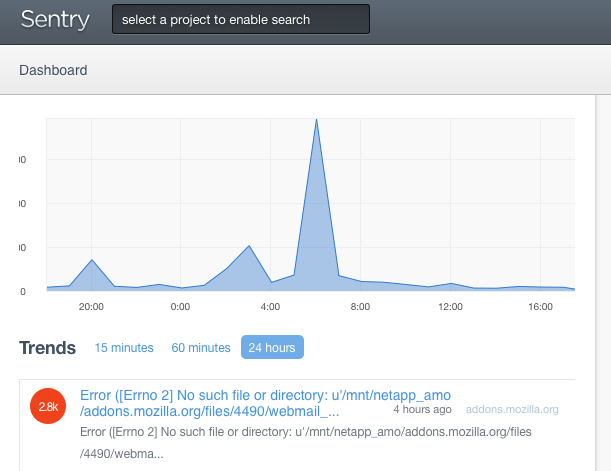 Sentry
select a project to enable search
Dashboard
00
00
00
0
20:00
0:00
4:00
8:00
12:00
16:00
Trends
15 minutes
60 minutes
24 hours
2.8k
Error ([Errno 2] No such file or directory: u'/mnt/netapp_amo
/addons.mozilla.org/files/4490/webmail_...
4 hours ago
addons.mozilla.org
Error ([Errno 2] No such file or directory: u'/mnt/netapp_amo/addons.mozilla.org/files
/4490/webma...